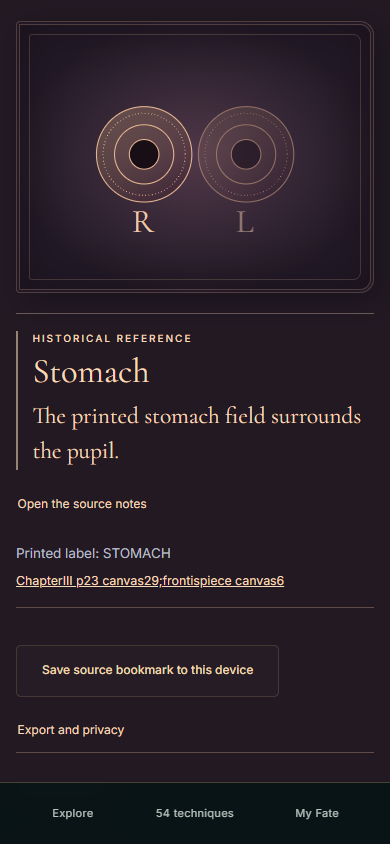 R L
HISTORICAL REFERENCE
Stomach
The printed stomach field surrounds
the pupil.
Open the source notes
Printed label: STOMACH
ChapterIII p23 canvas29;frontispiece canvas6
Save source bookmark to this device
Export and privacy
Explore 54 techniques My Fate